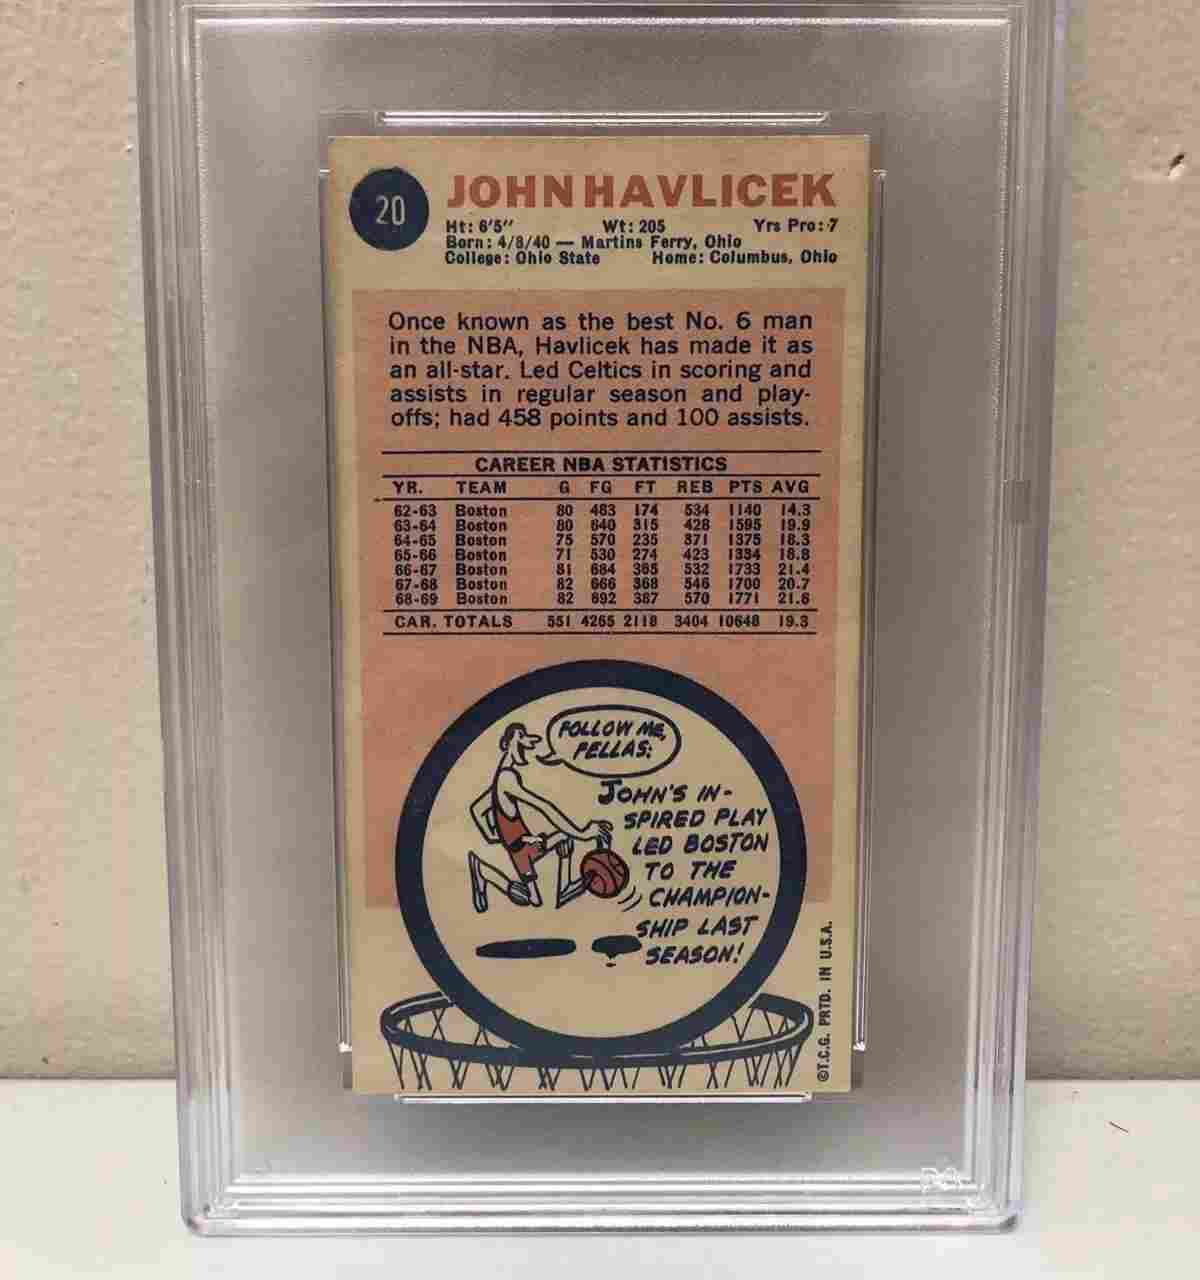 20
JOHN HAVLICEK
Ht: 6'5" Wt: 205 Yrs Pro: 7
Born: 4/8/40 — Martins Ferry, Ohio
College: Ohio State Home: Columbus, Ohio
Once known as the best No. 6 man
in the NBA, Havlicek has made it as
an all-star. Led Celtics in scoring and
assists in regular season and play-
offs; had 458 points and 100 assists.
CAREER NBA STATISTICS
YR. TEAM G FG FT REB PTS AVG
62-63 Boston 80 483 174 534 1140 14.3
63-64 Boston 80 640 315 428 1595 19.9
64-65 Boston 75 570 235 371 1375 18.3
65-66 Boston 71 530 274 423 1334 18.8
66-67 Boston 81 684 365 532 1733 21.4
67-68 Boston 82 666 368 546 1700 20.7
68-69 Boston 82 692 387 570 1771 21.6
CAR. TOTALS 551 4265 2118 3404 10648 19.3
FOLLOW ME,
FELLAS:
JOHN'S IN-
SPIRED PLAY
LED BOSTON
TO THE
CHAMPION-
SHIP LAST
SEASON!
©T.C.G. PRTD. IN U.S.A.